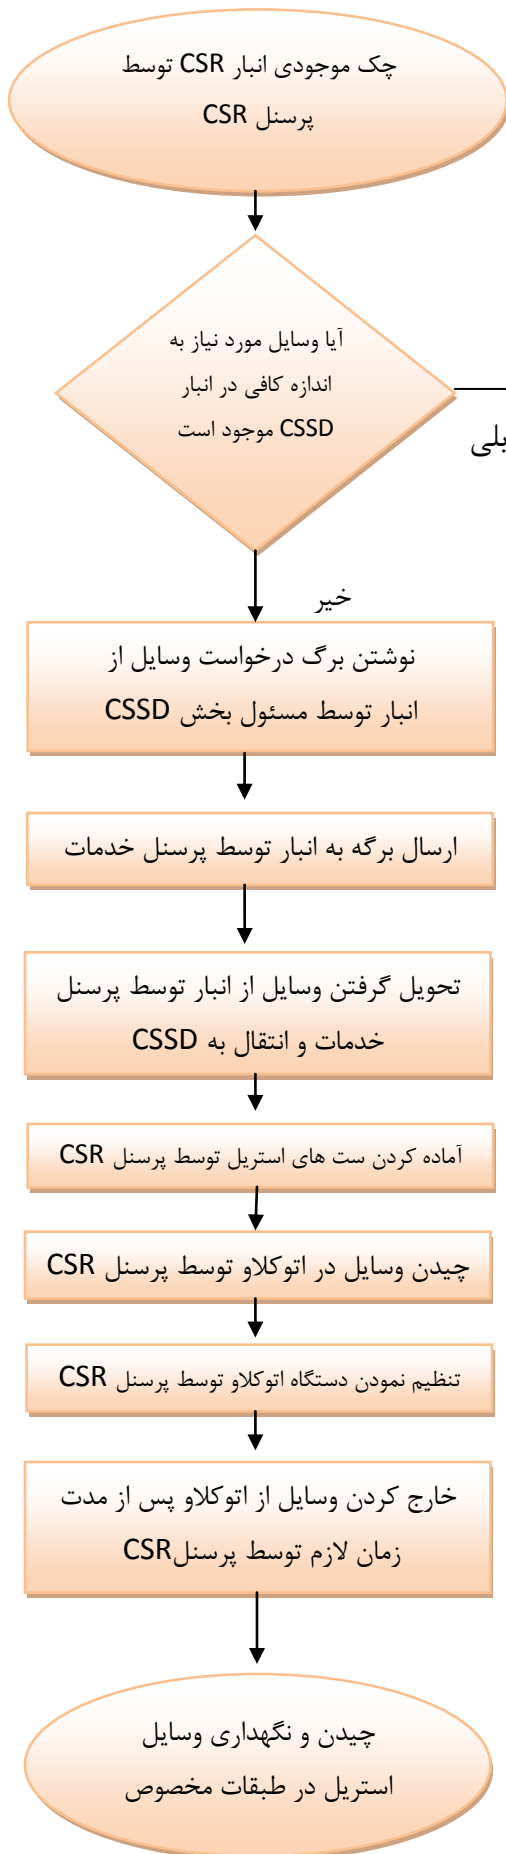 چک موجودی انبار CSR توسط
پرسنل CSR
آیا وسایل مورد نیاز به
اندازه کافی در انبار
CSSD موجود است
بلی
خیر
نوشتن برگ درخواست وسایل از
انبار توسط مسئول بخش CSSD
ارسال برگه به انبار توسط پرسنل خدمات
تحویل گرفتن وسایل از انبار توسط پرسنل
خدمات و انتقال به CSSD
آماده کردن ست های استریل توسط پرسنل CSR
چیدن وسایل در اتوکلاو توسط پرسنل CSR
تنظیم نمودن دستگاه اتوکلاو توسط پرسنل CSR
خارج کردن وسایل از اتوکلاو پس از مدت
زمان لازم توسط پرسنلCSR
چیدن و نگهداری وسایل
استریل در طبقات مخصوص